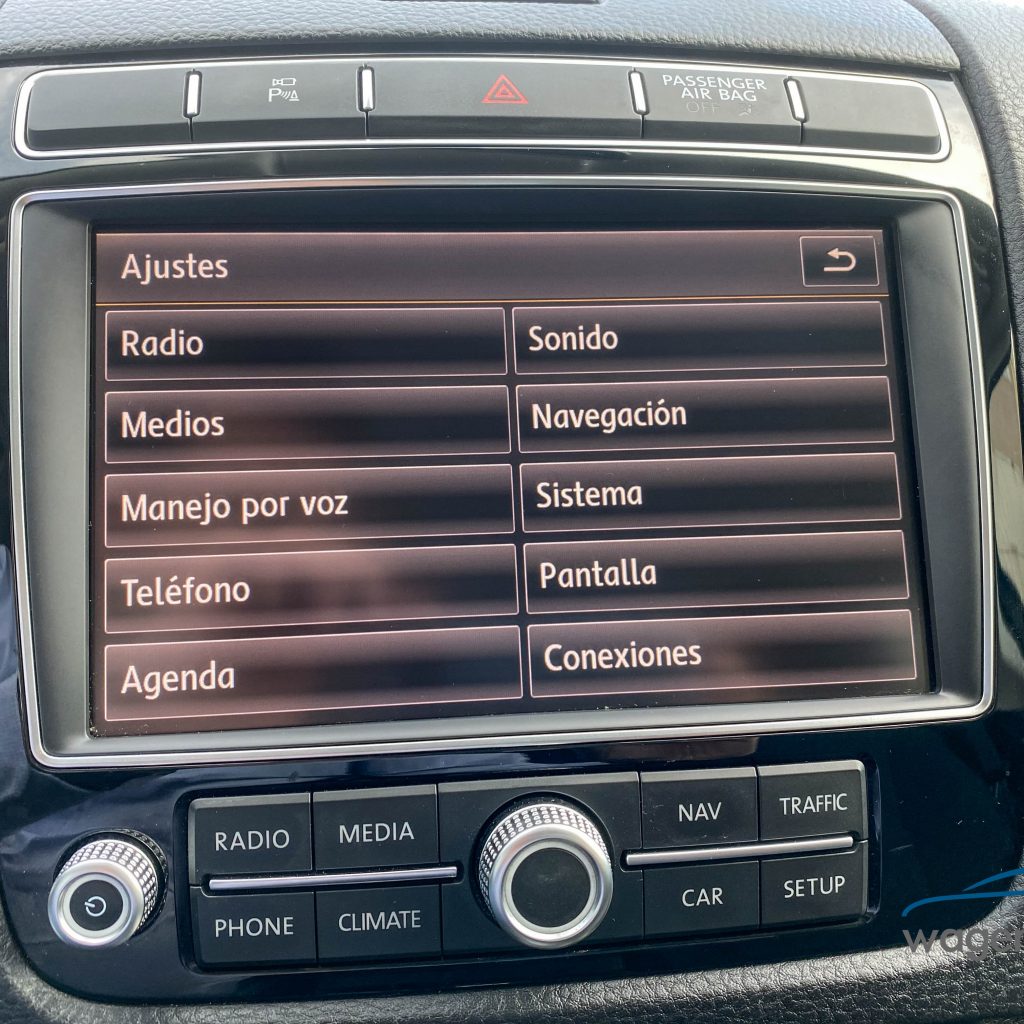 P
PASSENGER
AIR BAG
OFF
Ajustes
Radio
Sonido
Medios
Navegación
Manejo por voz
Sistema
Teléfono
Pantalla
Agenda
Conexiones
RADIO
MEDIA
NAV
TRAFFIC
PHONE
CLIMATE
CAR
SETUP